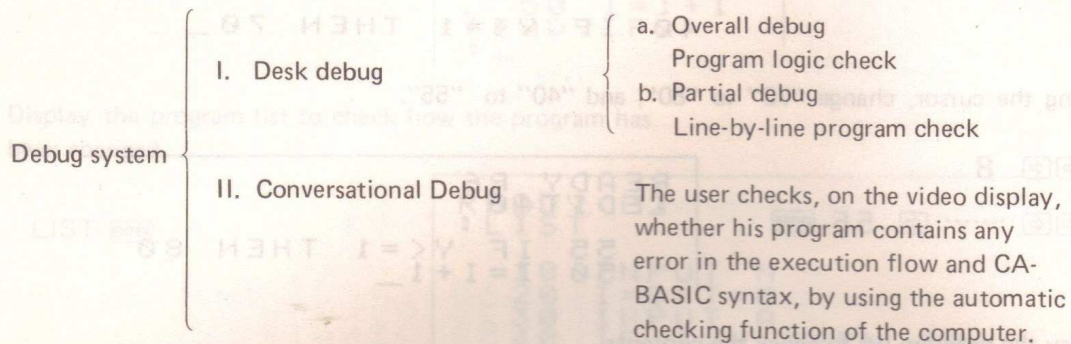 Debug system
I. Desk debug
a. Overall debug
Program logic check
b. Partial debug
Line-by-line program check
II. Conversational Debug
The user checks, on the video display,
whether his program contains any
error in the execution flow and CA-
BASIC syntax, by using the automatic
checking function of the computer.